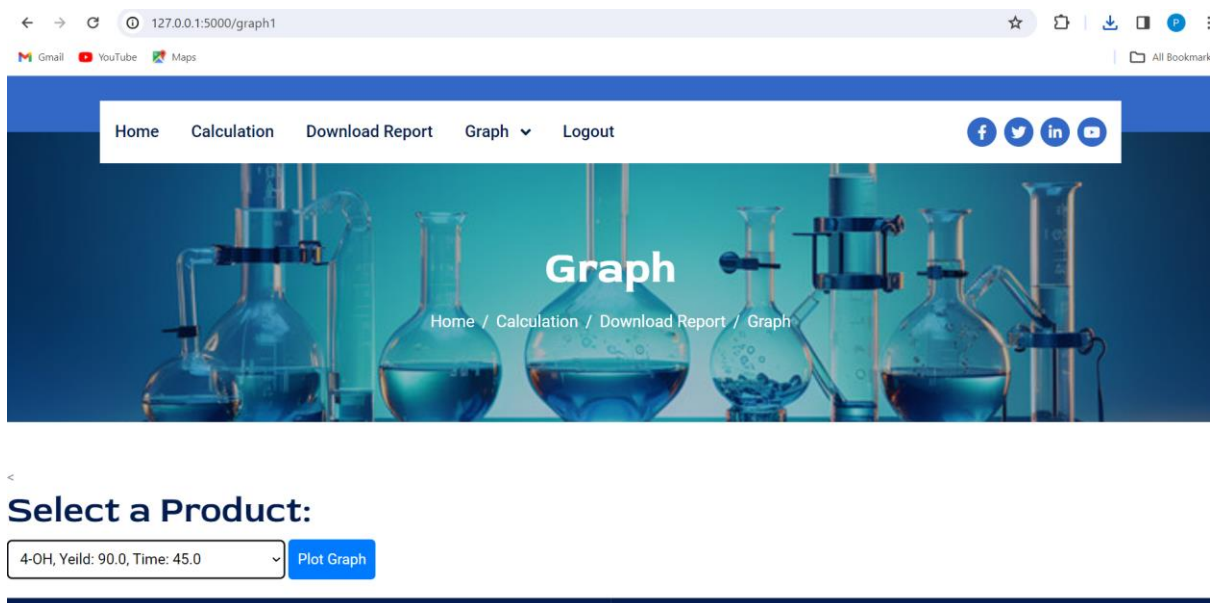 127.0.0.1:5000/graph1
P
Gmail YouTube Maps
All Bookmark
Home Calculation Download Report Graph Logout
Graph
Home / Calculation / Download Report / Graph
<
Select a Product:
4-OH, Yeild: 90.0, Time: 45.0
Plot Graph